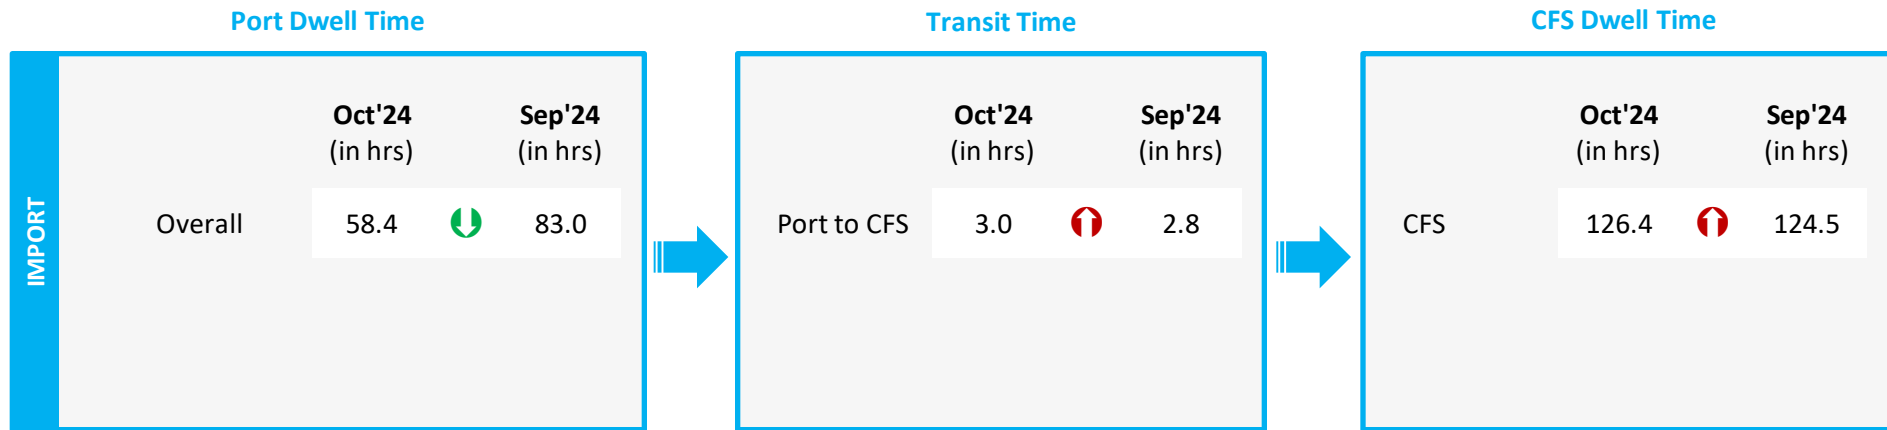 Port Dwell Time
Transit Time
CFS Dwell Time
IMPORT
Oct'24 Sep'24
(in hrs) (in hrs)
Overall 58.4 83.0
Oct'24 Sep'24
(in hrs) (in hrs)
Port to CFS 3.0 2.8
Oct'24 Sep'24
(in hrs) (in hrs)
CFS 126.4 124.5